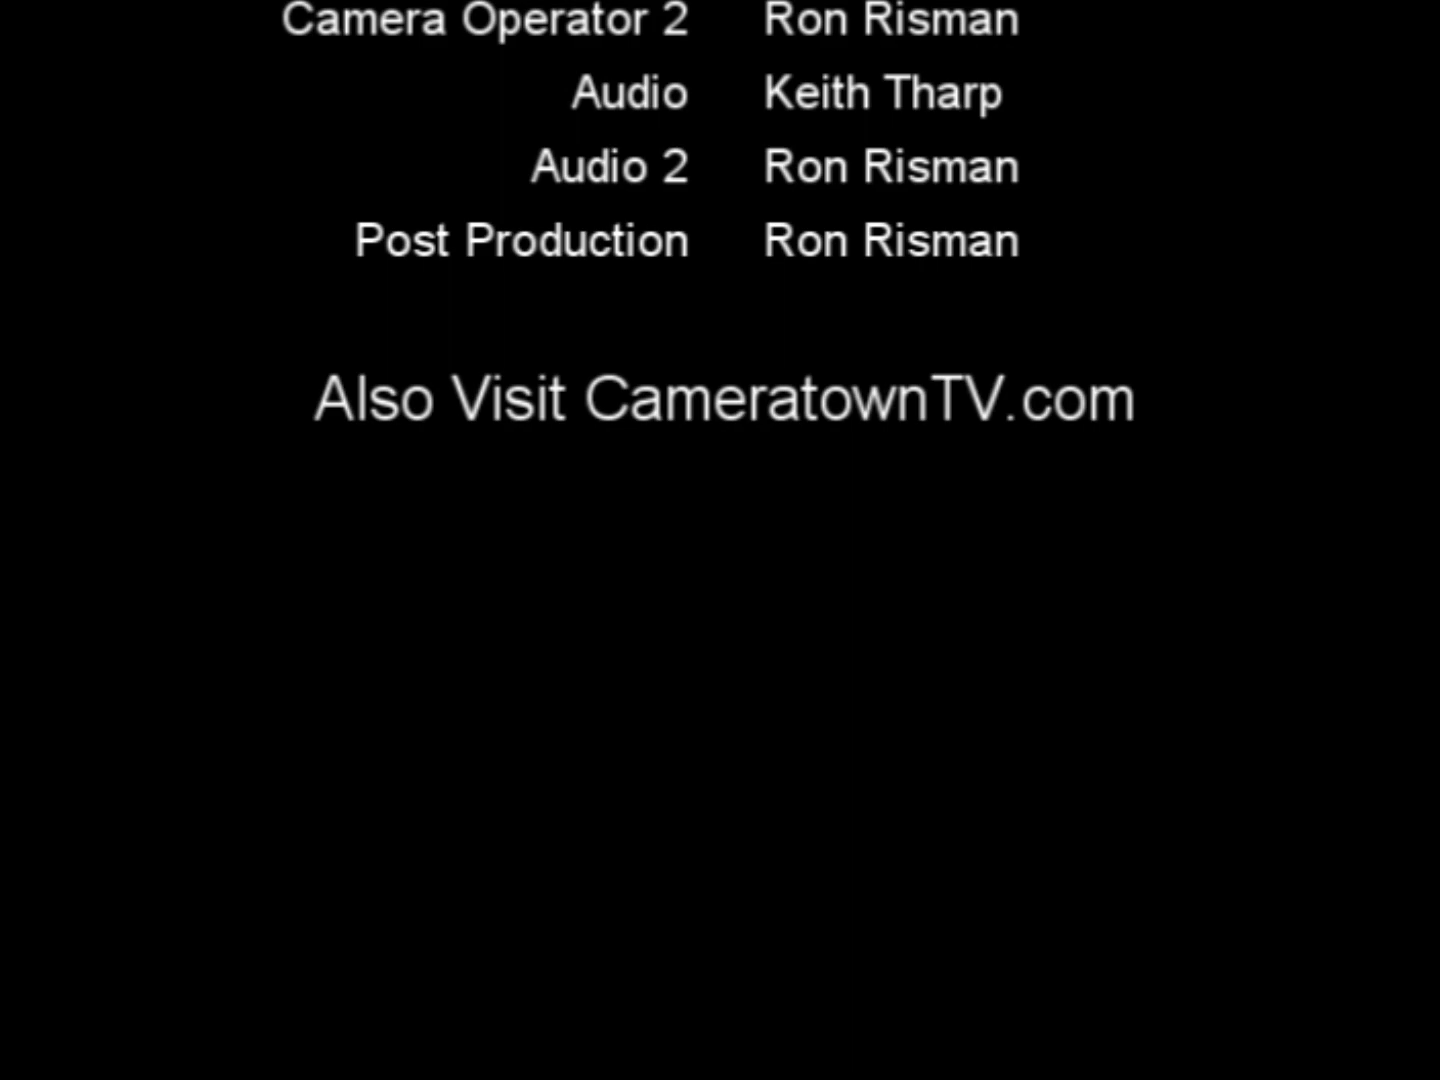 Camera Operator 2 Ron Risman
Audio Keith Tharp
Audio 2 Ron Risman
Post Production Ron Risman
Also Visit CameratownTV.com